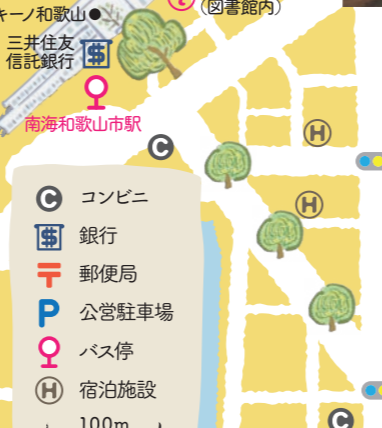 キーノ和歌山
(図書館内)
三井住友
信託銀行
南海和歌山市駅
C
H
H
C コンビニ
銀行
郵便局
P 公営駐車場
バス停
H 宿泊施設
100m
C